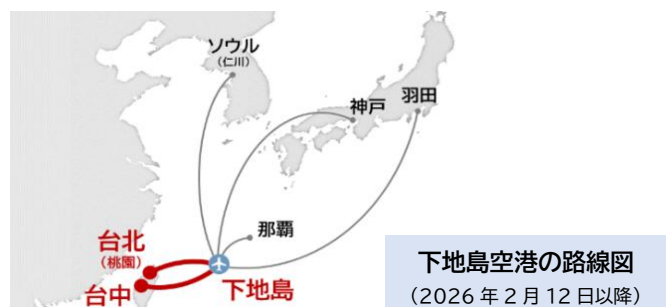 ソウル
(仁川)
神戸
羽田
那覇
台北
(桃園)
台中
下地島
下地島空港の路線図
(2026年2月12日以降)